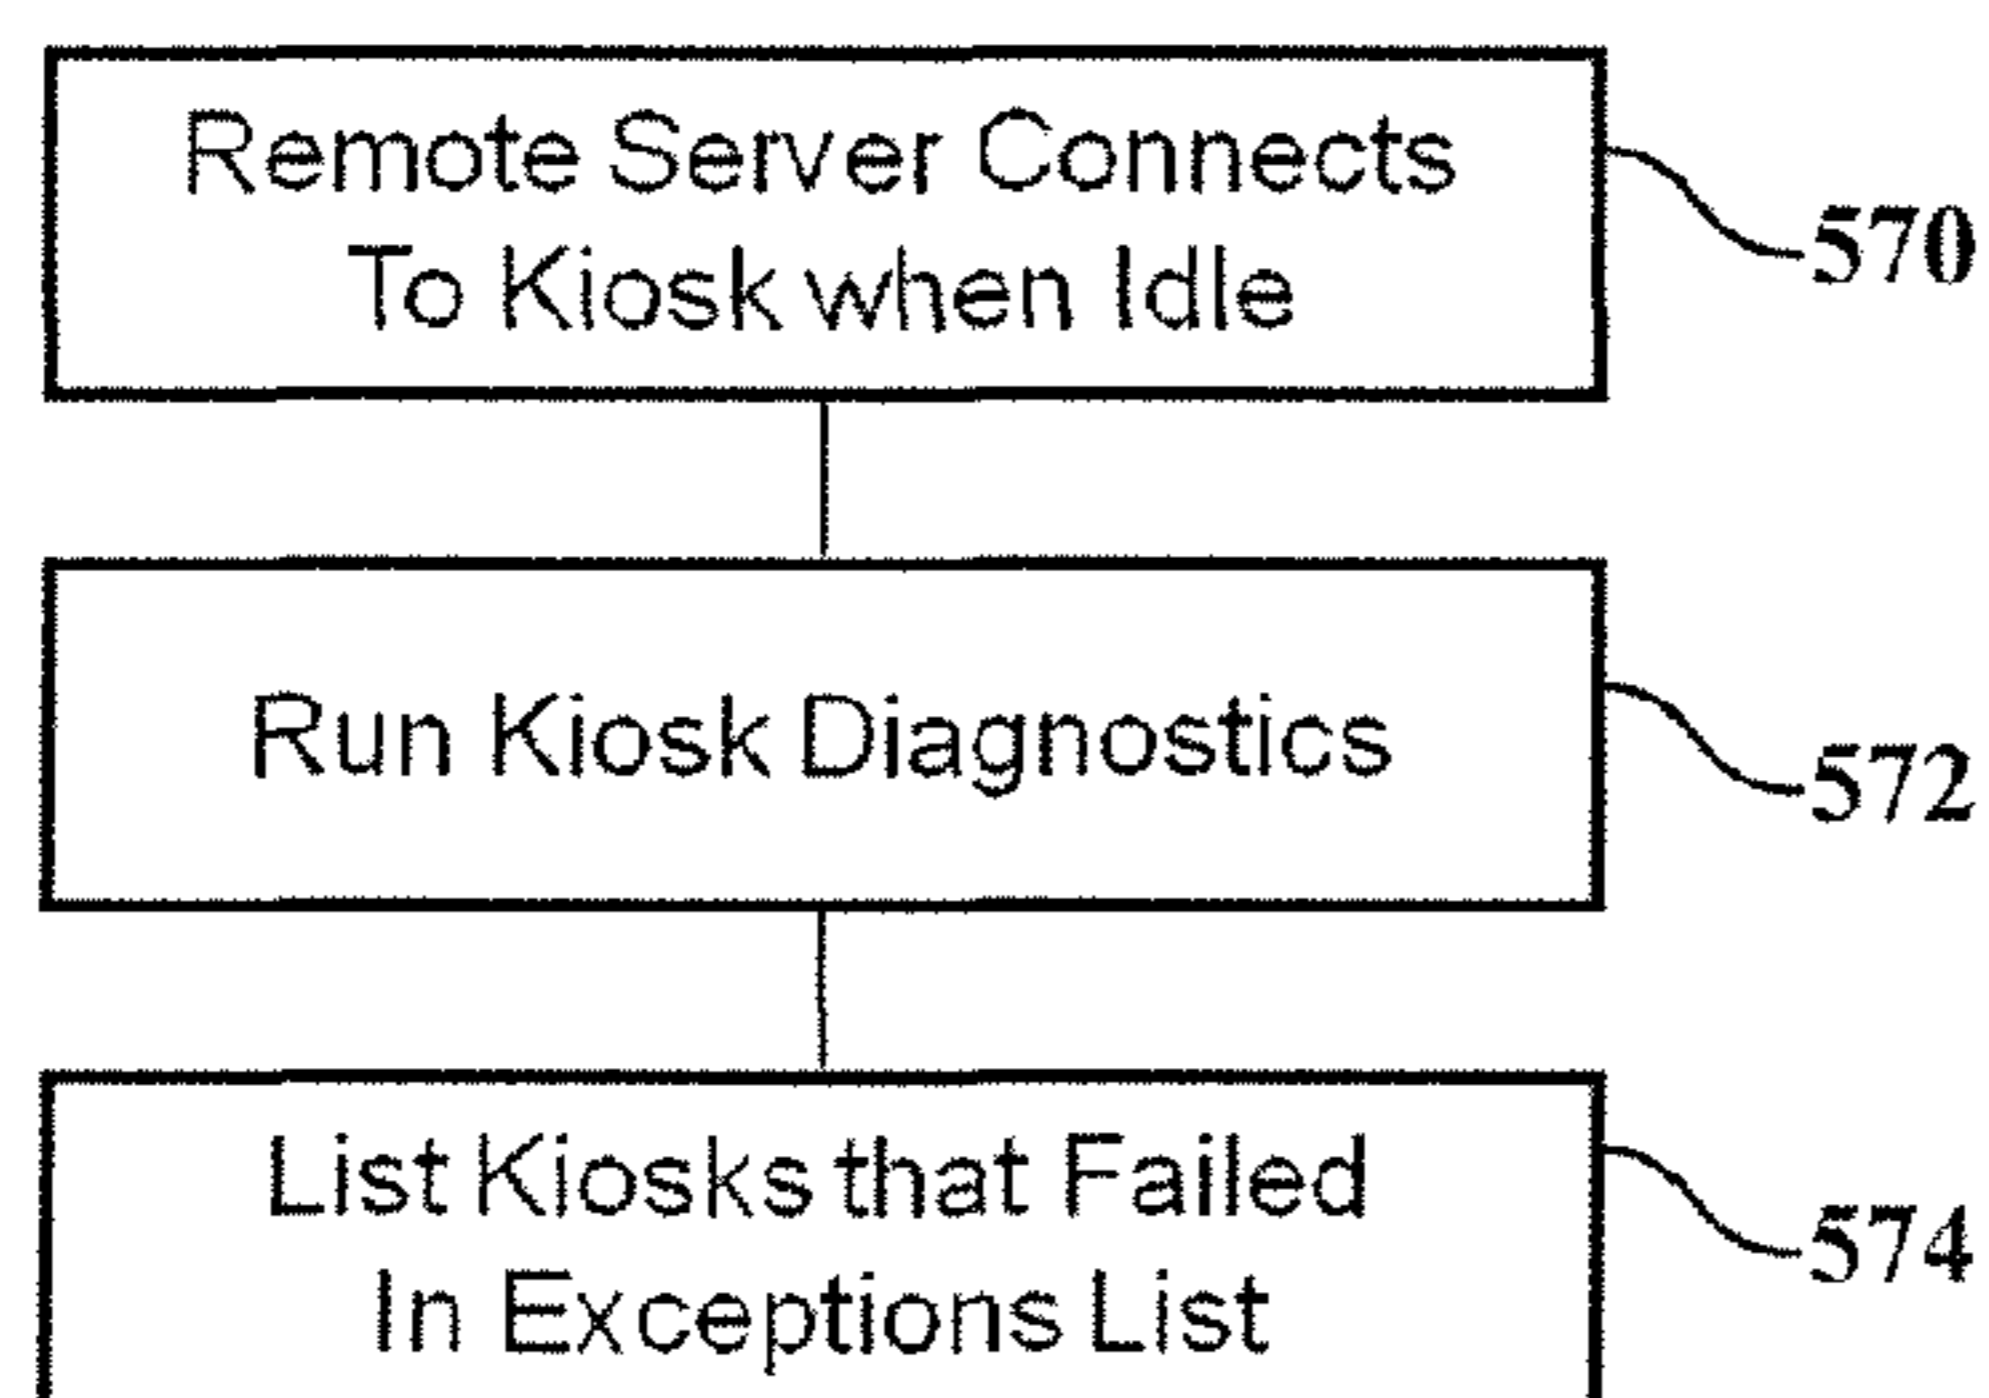 Remote Server Connects
To Kiosk when Idle
570
Run Kiosk Diagnostics
572
List Kiosks that Failed
In Exceptions List
574